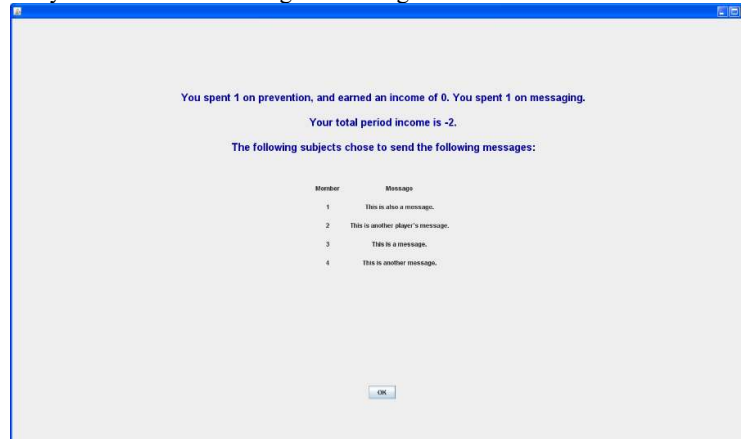 You spent 1 on prevention, and earned an income of 0. You spent 1 on messaging.
Your total period income is -2.
The following subjects chose to send the following messages:
Member Message
1 This is also a message.
2 This is another player's message.
3 This is a message.
4 This is another message.
OK